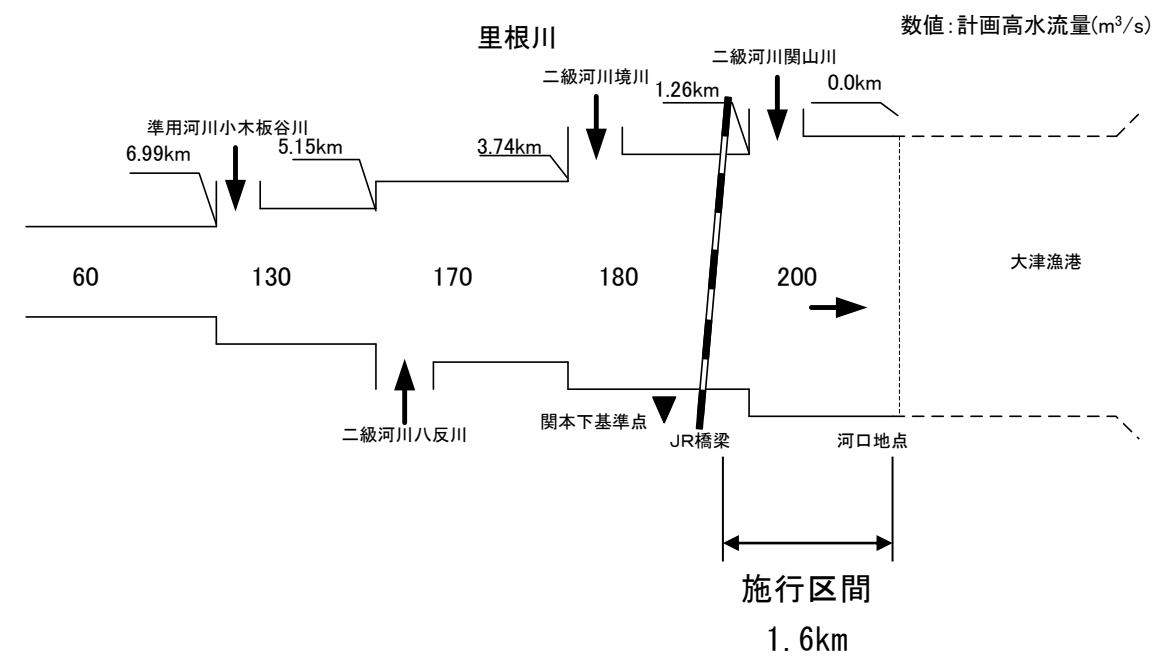 数値:計画高水流量(m³/s)
里根川
二級河川関山川
二級河川境川
1.26km
0.0km
準用河川小木板谷川
6.99km
5.15km
3.74km
60
130
170
180
200
大津漁港
二級河川八反川
関本下基準点
JR橋梁
河口地点
施行区間
1.6km